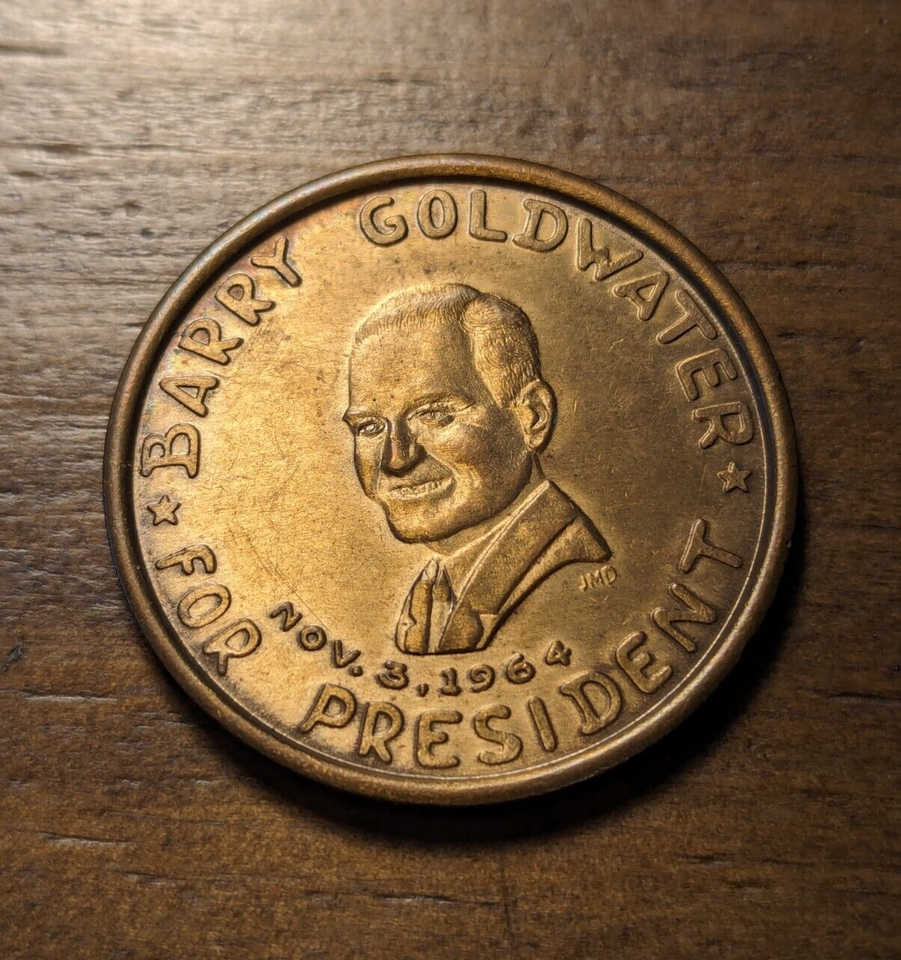 BARRY GOLDWATER
FOR PRESIDENT
NOV. 3, 1964
JMD